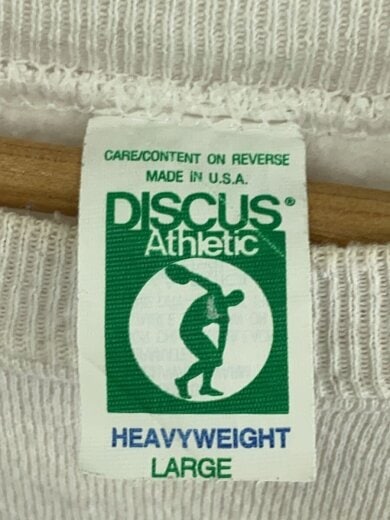 CARE/CONTENT ON REVERSE
MADE IN U.S.A.
DISCUS®
Athletic
HEAVYWEIGHT
LARGE